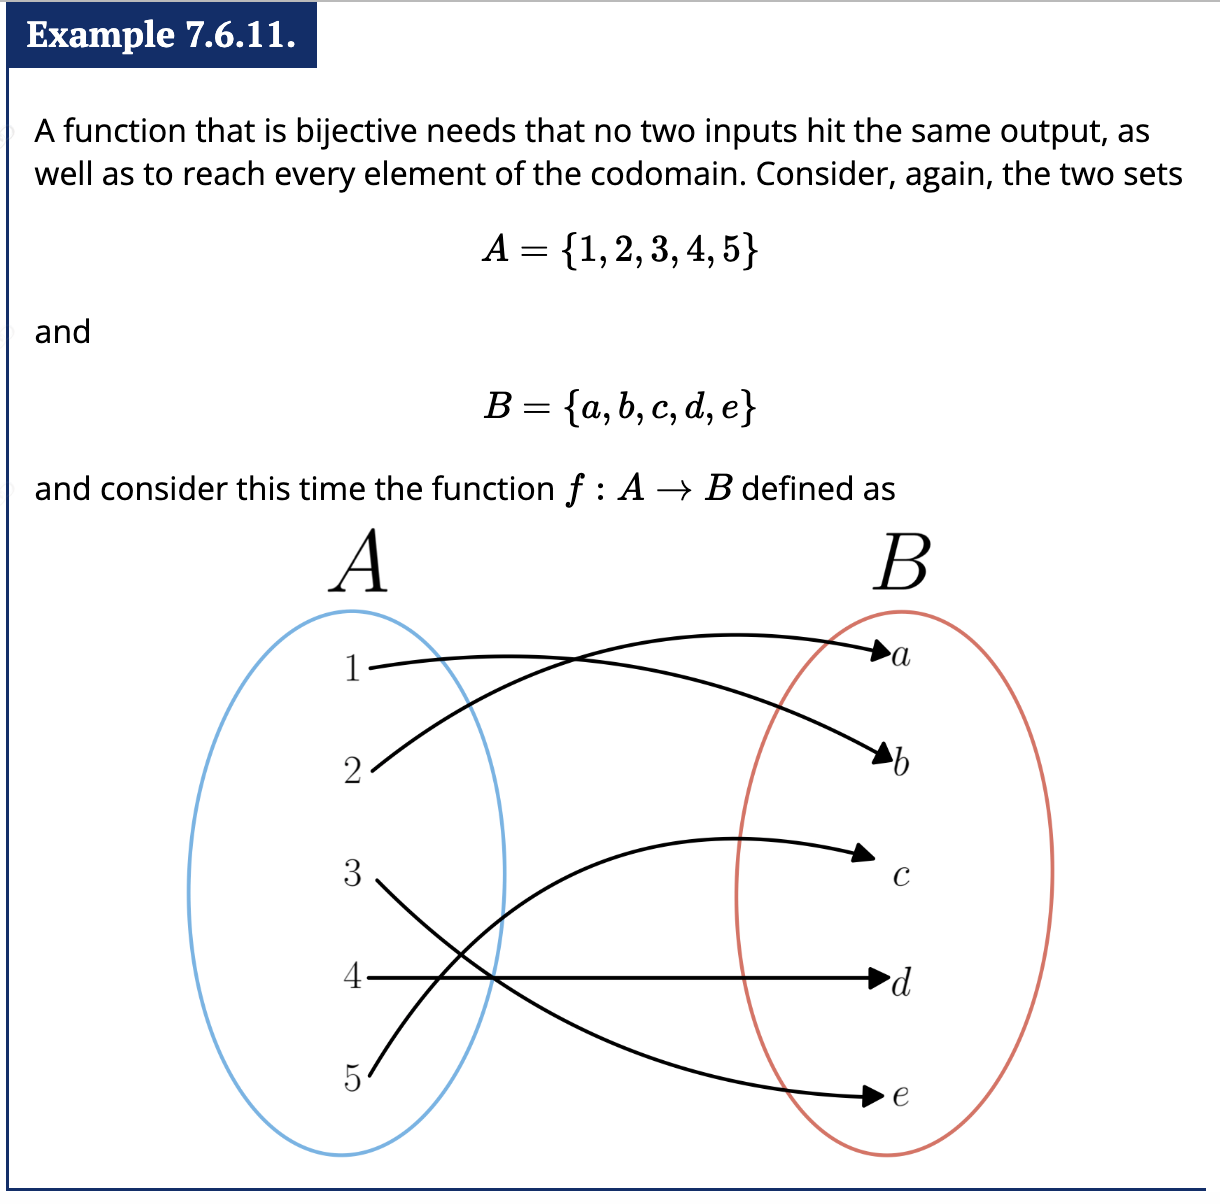 Example 7.6.11.
A function that is bijective needs that no two inputs hit the same output, as
well as to reach every element of the codomain. Consider, again, the two sets
A = {1, 2, 3, 4, 5}
and
B = {a, b, c, d, e}
and consider this time the function f : A → B defined as
A B
1 a
2 b
3 c
4 d
5 e